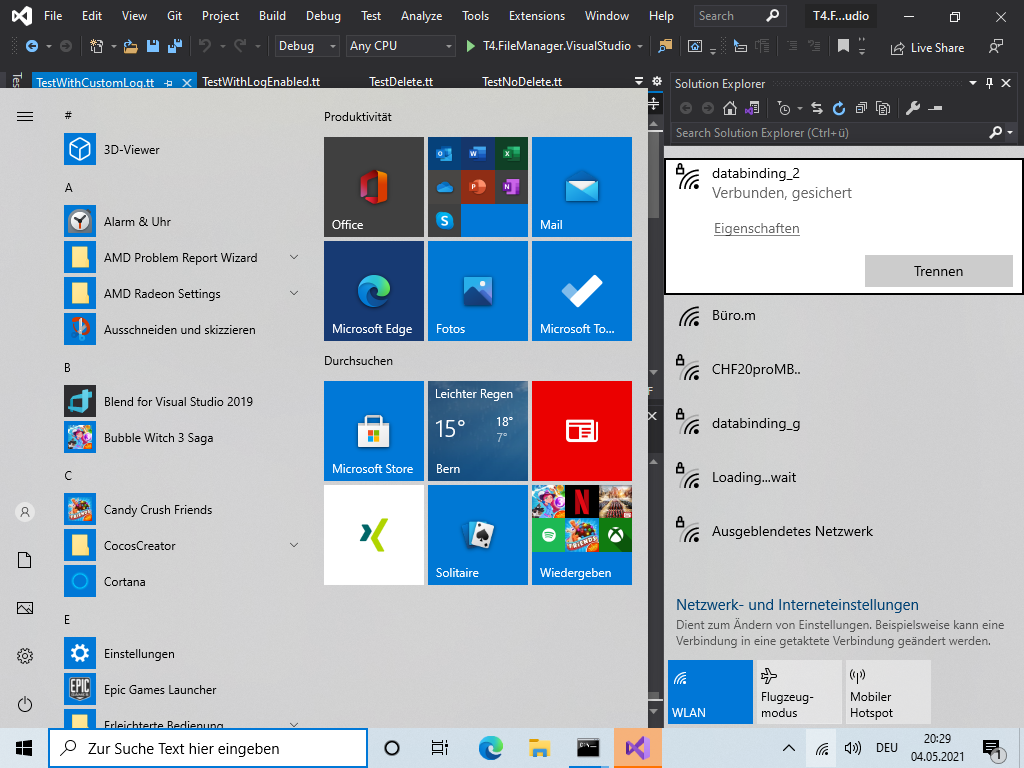 File Edit View Git Project Build Debug Test Analyze Tools Extensions Window Help Search T4.F...udio
Debug Any CPU T4.FileManager.VisualStudio Live Share
TestWithCustomLog.tt TestWithLogEnabled.tt TestDelete.tt TestNoDelete.tt
Solution Explorer
Search Solution Explorer (Ctrl+ü)
#
3D-Viewer
A
Alarm & Uhr
AMD Problem Report Wizard
AMD Radeon Settings
Ausschneiden und skizzieren
B
Blend for Visual Studio 2019
Bubble Witch 3 Saga
C
Candy Crush Friends
CocosCreator
Cortana
E
Einstellungen
Epic Games Launcher
Erleichterte Bedienung
Produktivität
Office
Mail
Microsoft Edge
Fotos
Microsoft To...
Durchsuchen
Microsoft Store
Leichter Regen
15° 18°
7°
Bern
Solitaire
Wiedergeben
databinding_2
Verbunden, gesichert
Eigenschaften
Trennen
Büro.m
CHF20proMB..
databinding_g
Loading...wait
Ausgeblendetes Netzwerk
Netzwerk- und Interneteinstellungen
Dient zum Ändern von Einstellungen. Beispielsweise kann eine
Verbindung in eine getaktete Verbindung geändert werden.
WLAN
Flugzeug-
modus
Mobiler
Hotspot
Zur Suche Text hier eingeben
DEU
20:29
04.05.2021
1